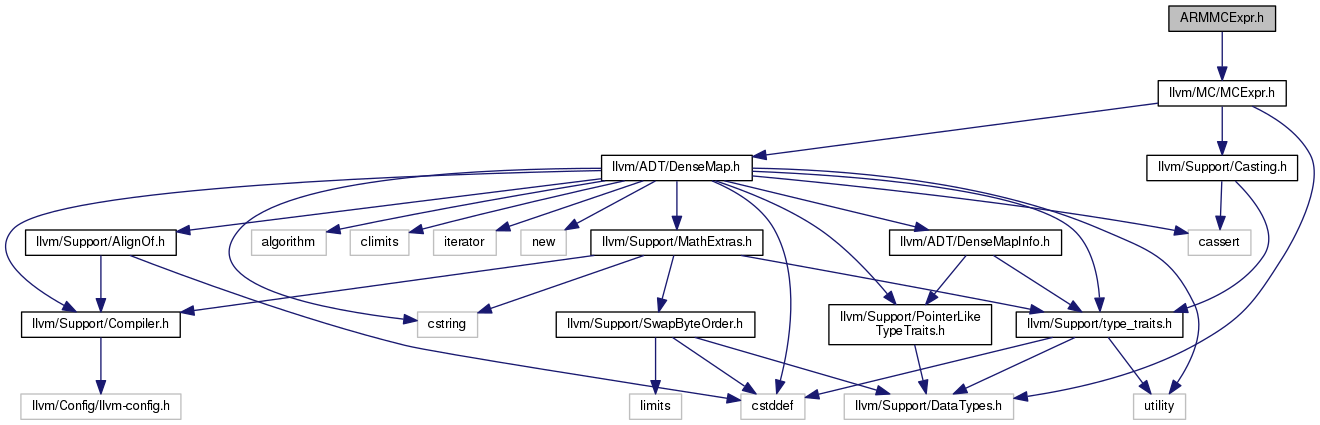 ARMMCExpr.h
llvm/MC/MCExpr.h
llvm/ADT/DenseMap.h
llvm/Support/Casting.h
llvm/Support/AlignOf.h
algorithm
climits
iterator
new
llvm/Support/MathExtras.h
llvm/ADT/DenseMapInfo.h
cassert
llvm/Support/Compiler.h
cstring
llvm/Support/SwapByteOrder.h
llvm/Support/PointerLike
TypeTraits.h
llvm/Support/type_traits.h
llvm/Config/llvm-config.h
limits
cstddef
llvm/Support/DataTypes.h
utility